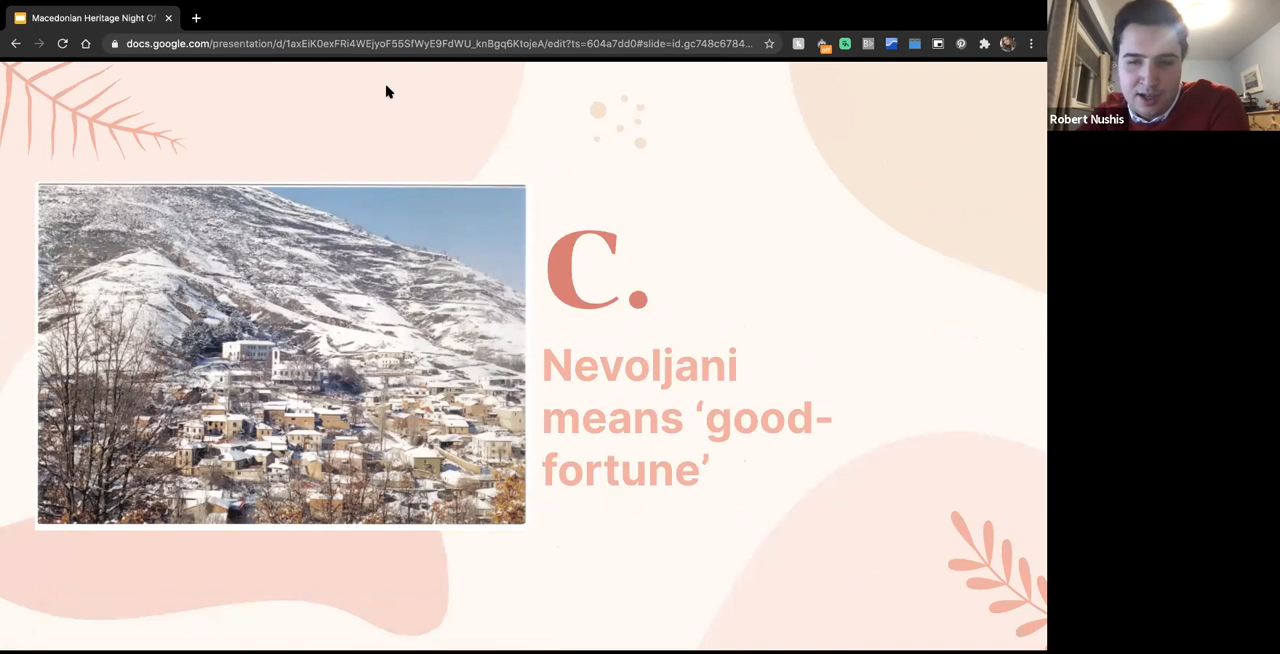 Macedonian Heritage Night Of
docs.google.com/presentation/d/1axEiK0exFRi4WEjyoF55SfWyE9FdWU_knBgq6KtojeA/edit?ts=604a7dd0#slide=id.gc748c6784...
Robert Nushis
C.
Nevoljani
means ‘good-
fortune’